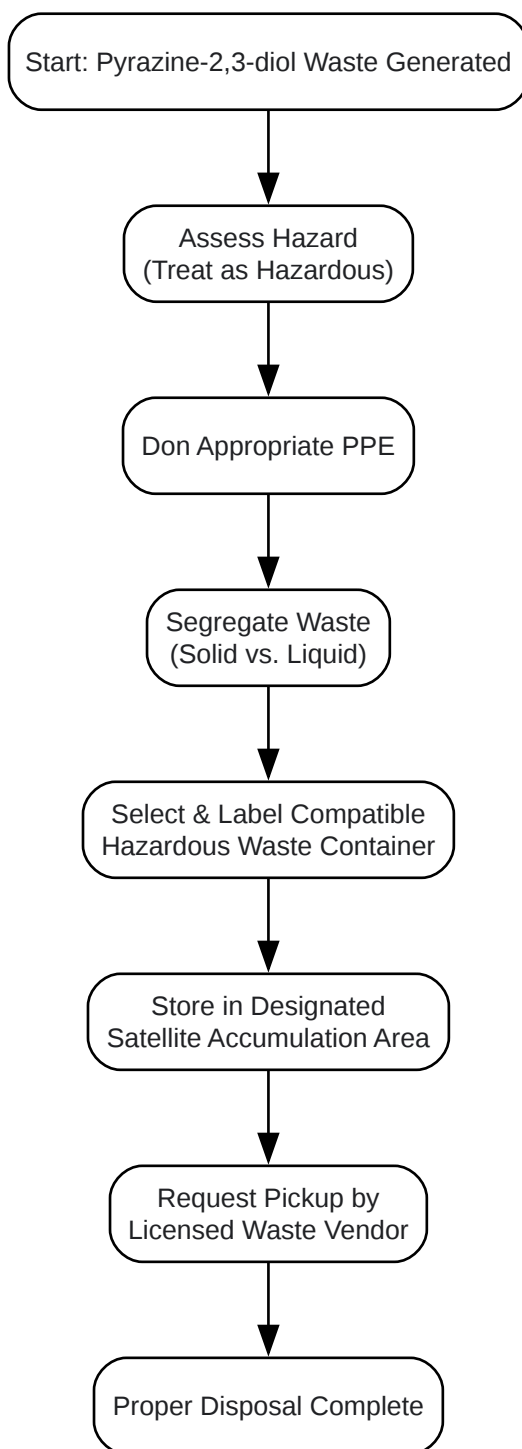 Start: Pyrazine-2,3-diol Waste Generated
Assess Hazard
(Treat as Hazardous)
Don Appropriate PPE
Segregate Waste
(Solid vs. Liquid)
Select & Label Compatible
Hazardous Waste Container
Store in Designated
Satellite Accumulation Area
Request Pickup by
Licensed Waste Vendor
Proper Disposal Complete